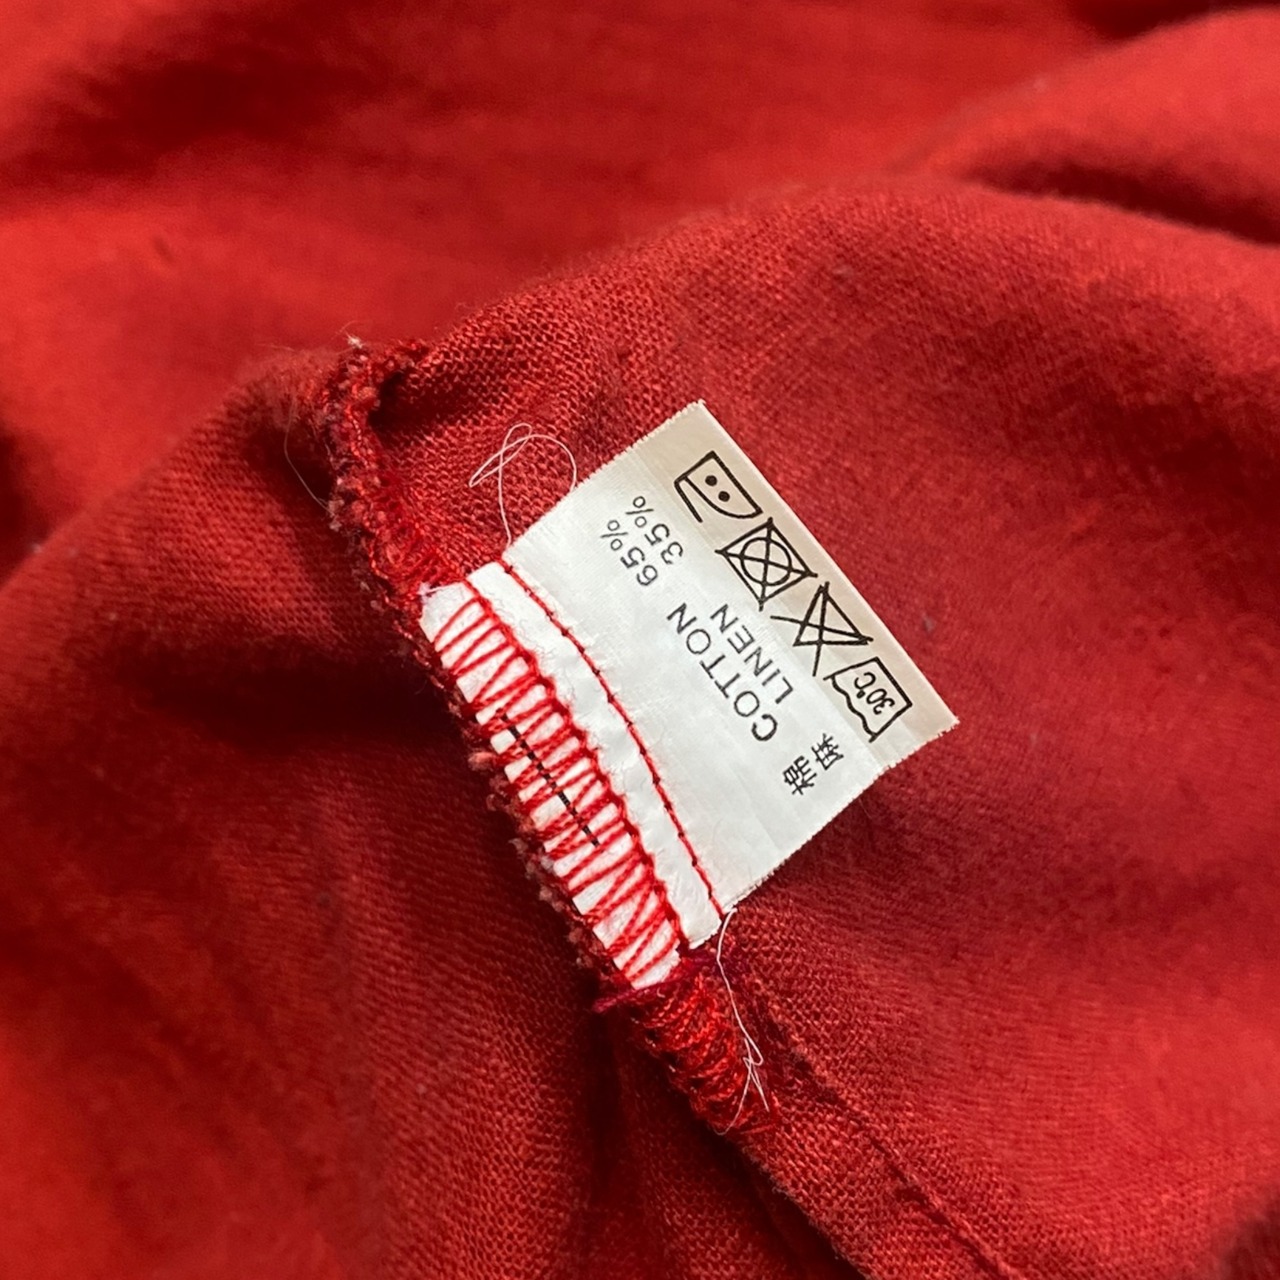 棉 COTTON 65%
麻 LINEN 35%
30℃